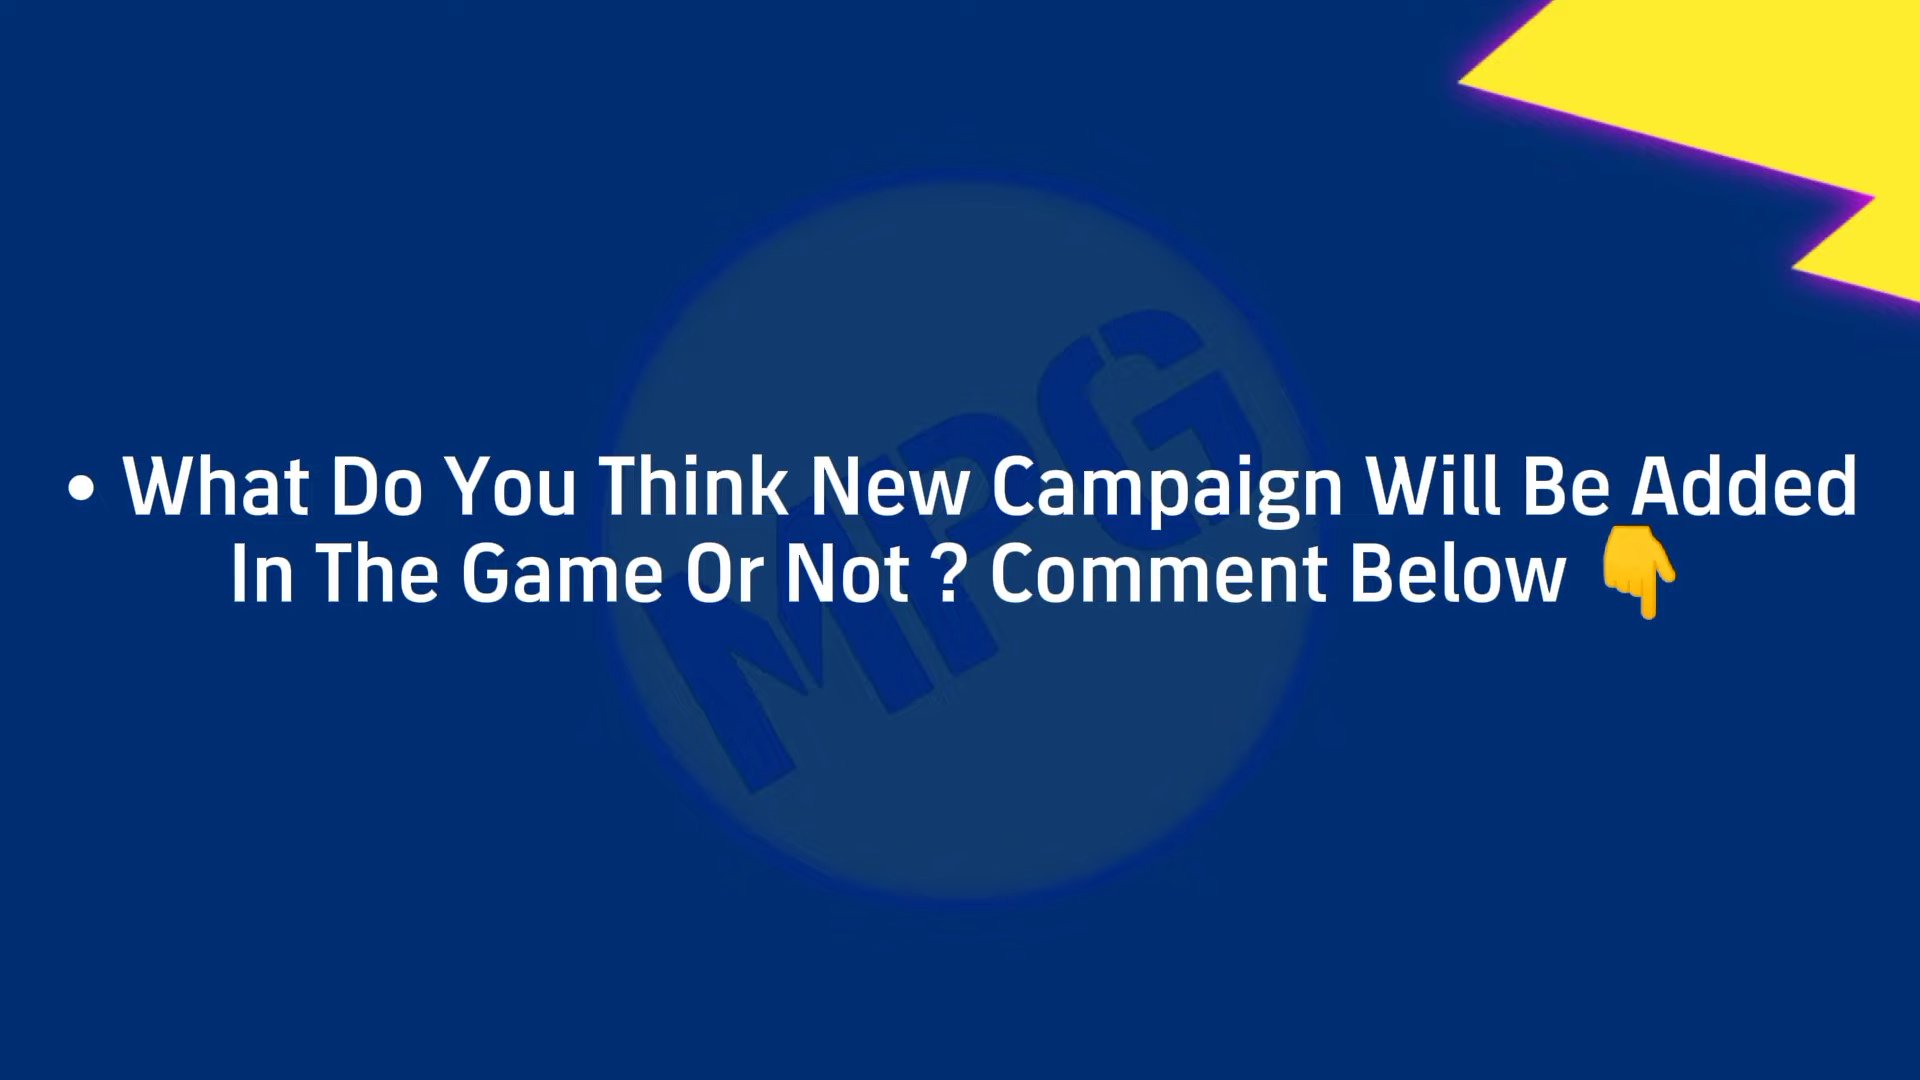 • What Do You Think New Campaign Will Be Added
In The Game Or Not ? Comment Below 👇
MPG